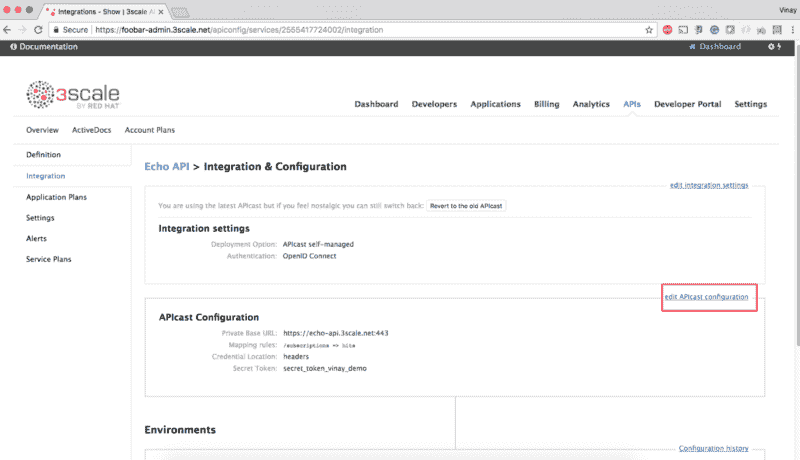 Integrations - Show | 3scale A
Vinay
Secure https://foobar-admin.3scale.net/apiconfig/services/2555417724002/integration
Documentation
Dashboard
3scale
BY RED HAT
Dashboard Developers Applications Billing Analytics APIs Developer Portal Settings
Overview ActiveDocs Account Plans
Definition
Integration
Application Plans
Settings
Alerts
Service Plans
Echo API > Integration & Configuration
edit integration settings
You are using the latest APIcast but if you feel nostalgic you can still switch back: Revert to the old APIcast
Integration settings
Deployment Option: APIcast self-managed
Authentication: OpenID Connect
edit APIcast configuration
APIcast Configuration
Private Base URL: https://echo-api.3scale.net:443
Mapping rules: /subscriptions => hits
Credential Location: headers
Secret Token: secret_token_vinay_demo
Environments
Configuration history